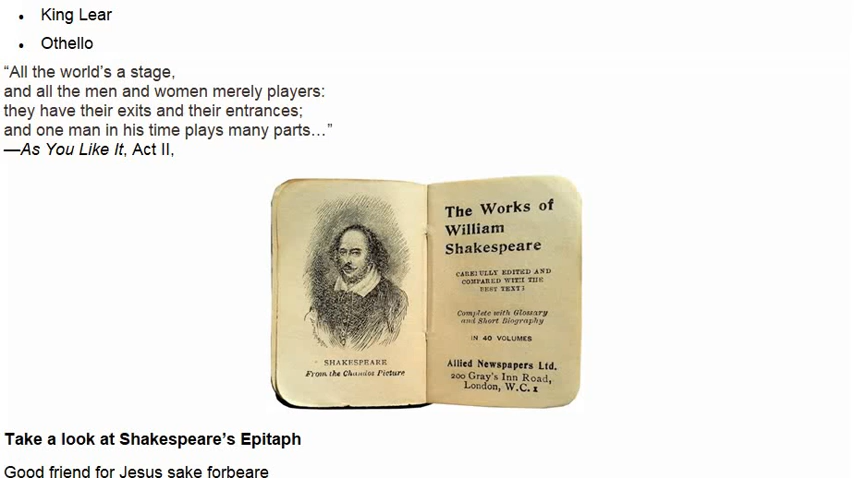 • King Lear
• Othello
“All the world’s a stage,
and all the men and women merely players:
they have their exits and their entrances;
and one man in his time plays many parts…”
—As You Like It, Act II,
SHAKESPEARE
From the Chandos Picture
The Works of
William
Shakespeare
CAREFULLY EDITED AND
COMPARED WITH THE
BEST TEXTS
Complete with Glossary
and Short Biography
IN 40 VOLUMES
Allied Newspapers Ltd.
200 Gray's Inn Road,
London, W.C. 1
Take a look at Shakespeare’s Epitaph
Good friend for Jesus sake forbeare